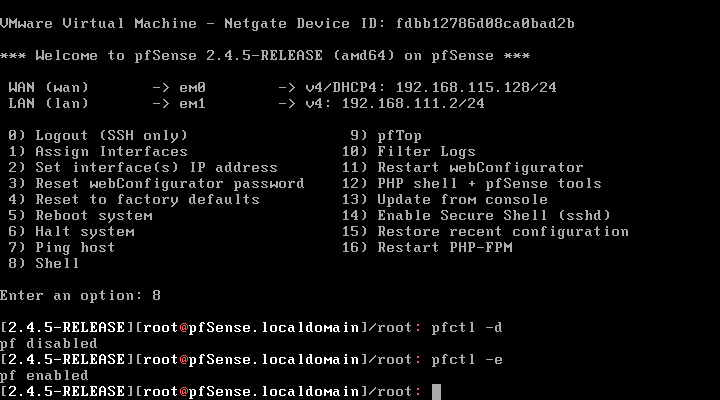 VMware Virtual Machine - Netgate Device ID: fdbb12786d08ca0bad2b
*** Welcome to pfSense 2.4.5-RELEASE (amd64) on pfSense ***
WAN (wan) -> em0 -> v4/DHCP4: 192.168.115.128/24
LAN (lan) -> em1 -> v4: 192.168.111.2/24
0) Logout (SSH only) 9) pfTop
1) Assign Interfaces 10) Filter Logs
2) Set interface(s) IP address 11) Restart webConfigurator
3) Reset webConfigurator password 12) PHP shell + pfSense tools
4) Reset to factory defaults 13) Update from console
5) Reboot system 14) Enable Secure Shell (sshd)
6) Halt system 15) Restore recent configuration
7) Ping host 16) Restart PHP-FPM
8) Shell
Enter an option: 8
[2.4.5-RELEASE][root@pfSense.localdomain]/root: pfctl -d
pf disabled
[2.4.5-RELEASE][root@pfSense.localdomain]/root: pfctl -e
pf enabled
[2.4.5-RELEASE][root@pfSense.localdomain]/root: